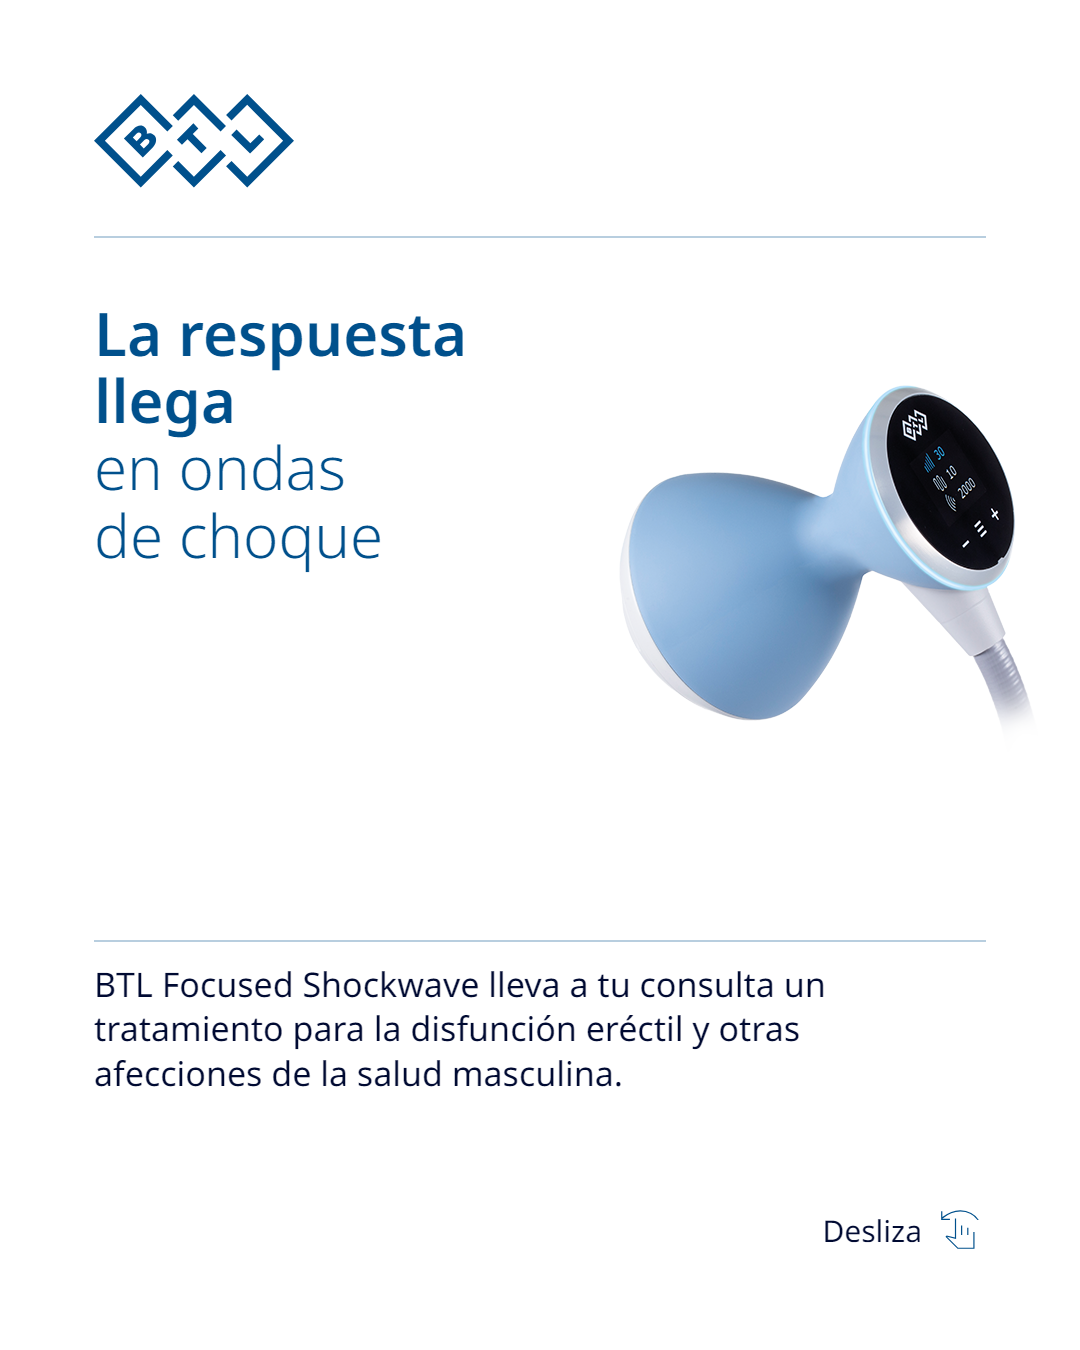 BTL
La respuesta
llega
en ondas
de choque
30
10
2000
BTL Focused Shockwave lleva a tu consulta un
tratamiento para la disfunción eréctil y otras
afecciones de la salud masculina.
Desliza